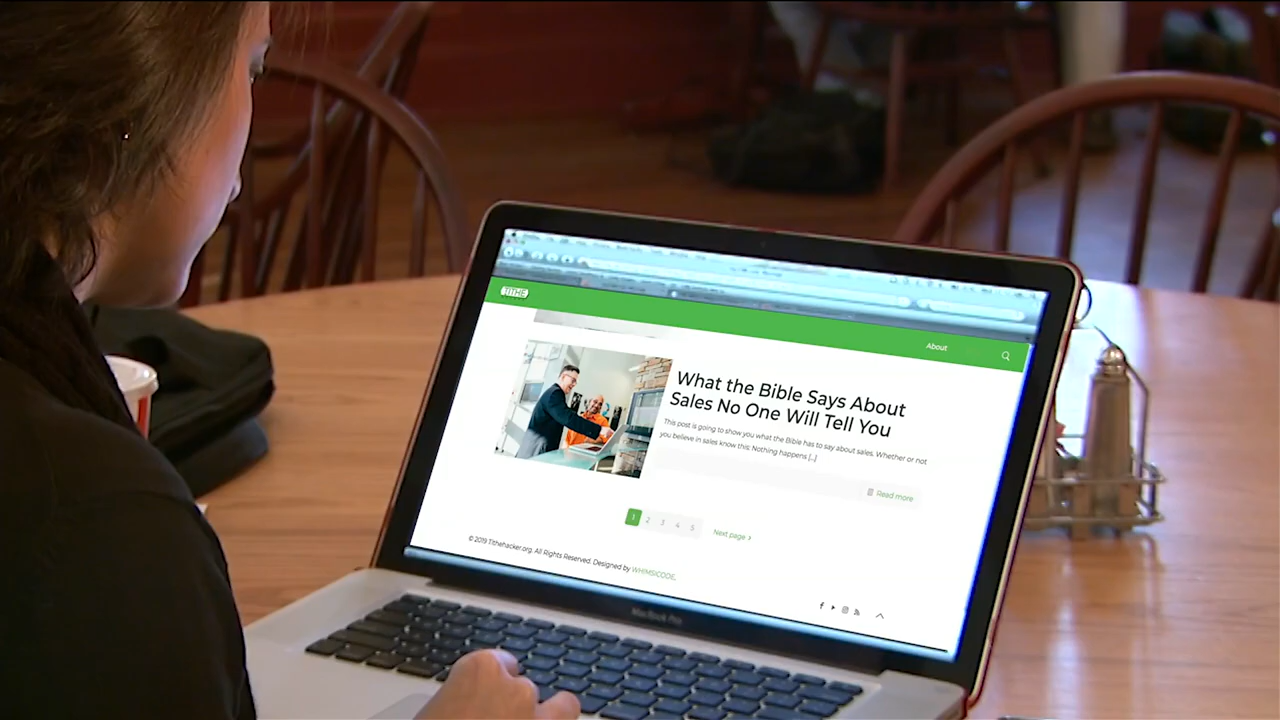 TITHE
About
What the Bible Says About
Sales No One Will Tell You
This post is going to show you what the Bible has to say about sales. Whether or not
you believe in sales know this: Nothing happens [...]
Read more
1 2 3 4 5 Next page
© 2019 Tithehacker.org. All Rights Reserved. Designed by WHIMSICODE.
MacBook Pro